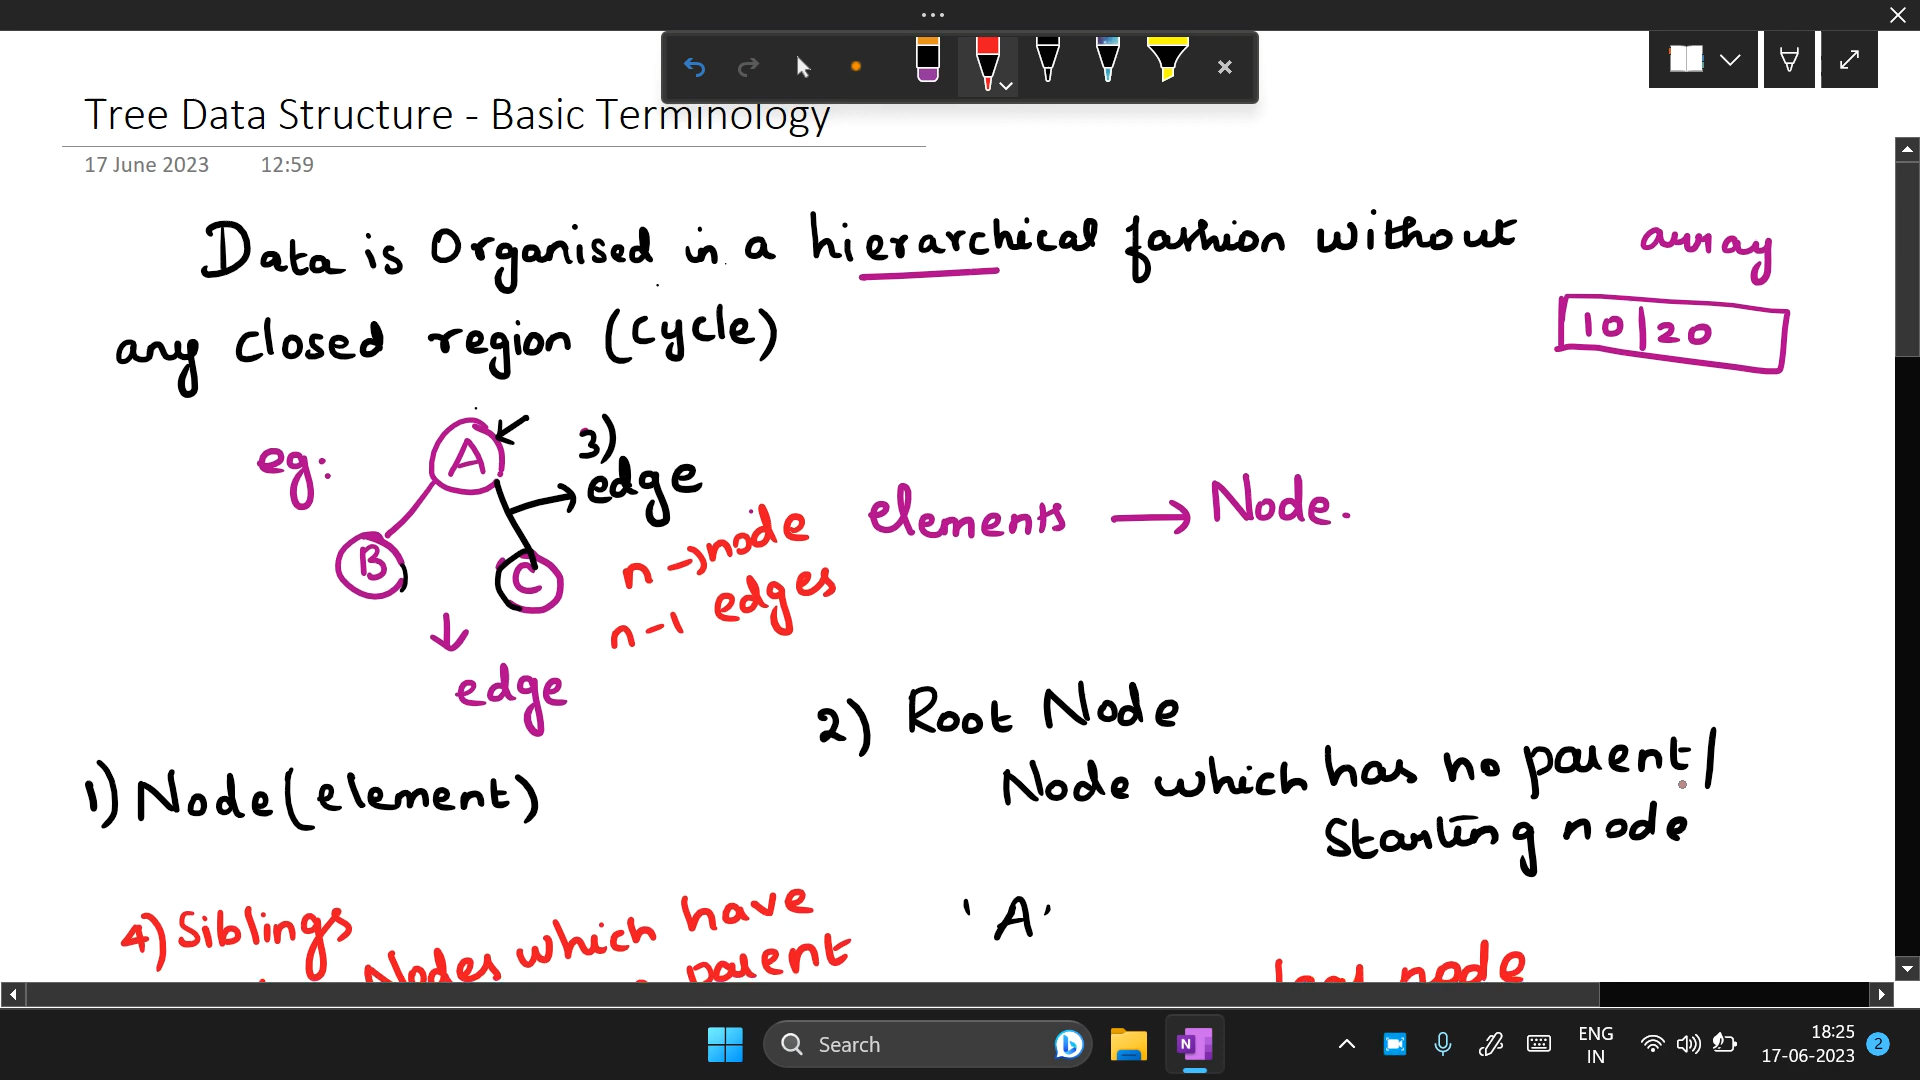 Tree Data Structure - Basic Terminology
17 June 2023 12:59
Data is Organised in a hierarchical fashion without
any closed region (cycle)
array
10 | 20
eg:
A
B
C
3)
edge
n → node
n-1 edges
elements → Node.
↓
edge
1) Node (element)
2) Root Node
Node which has no parent /
Starting node
'A'
4) Siblings
Nodes which have
parent
leaf node
Search
ENG
IN
18:25
17-06-2023
2